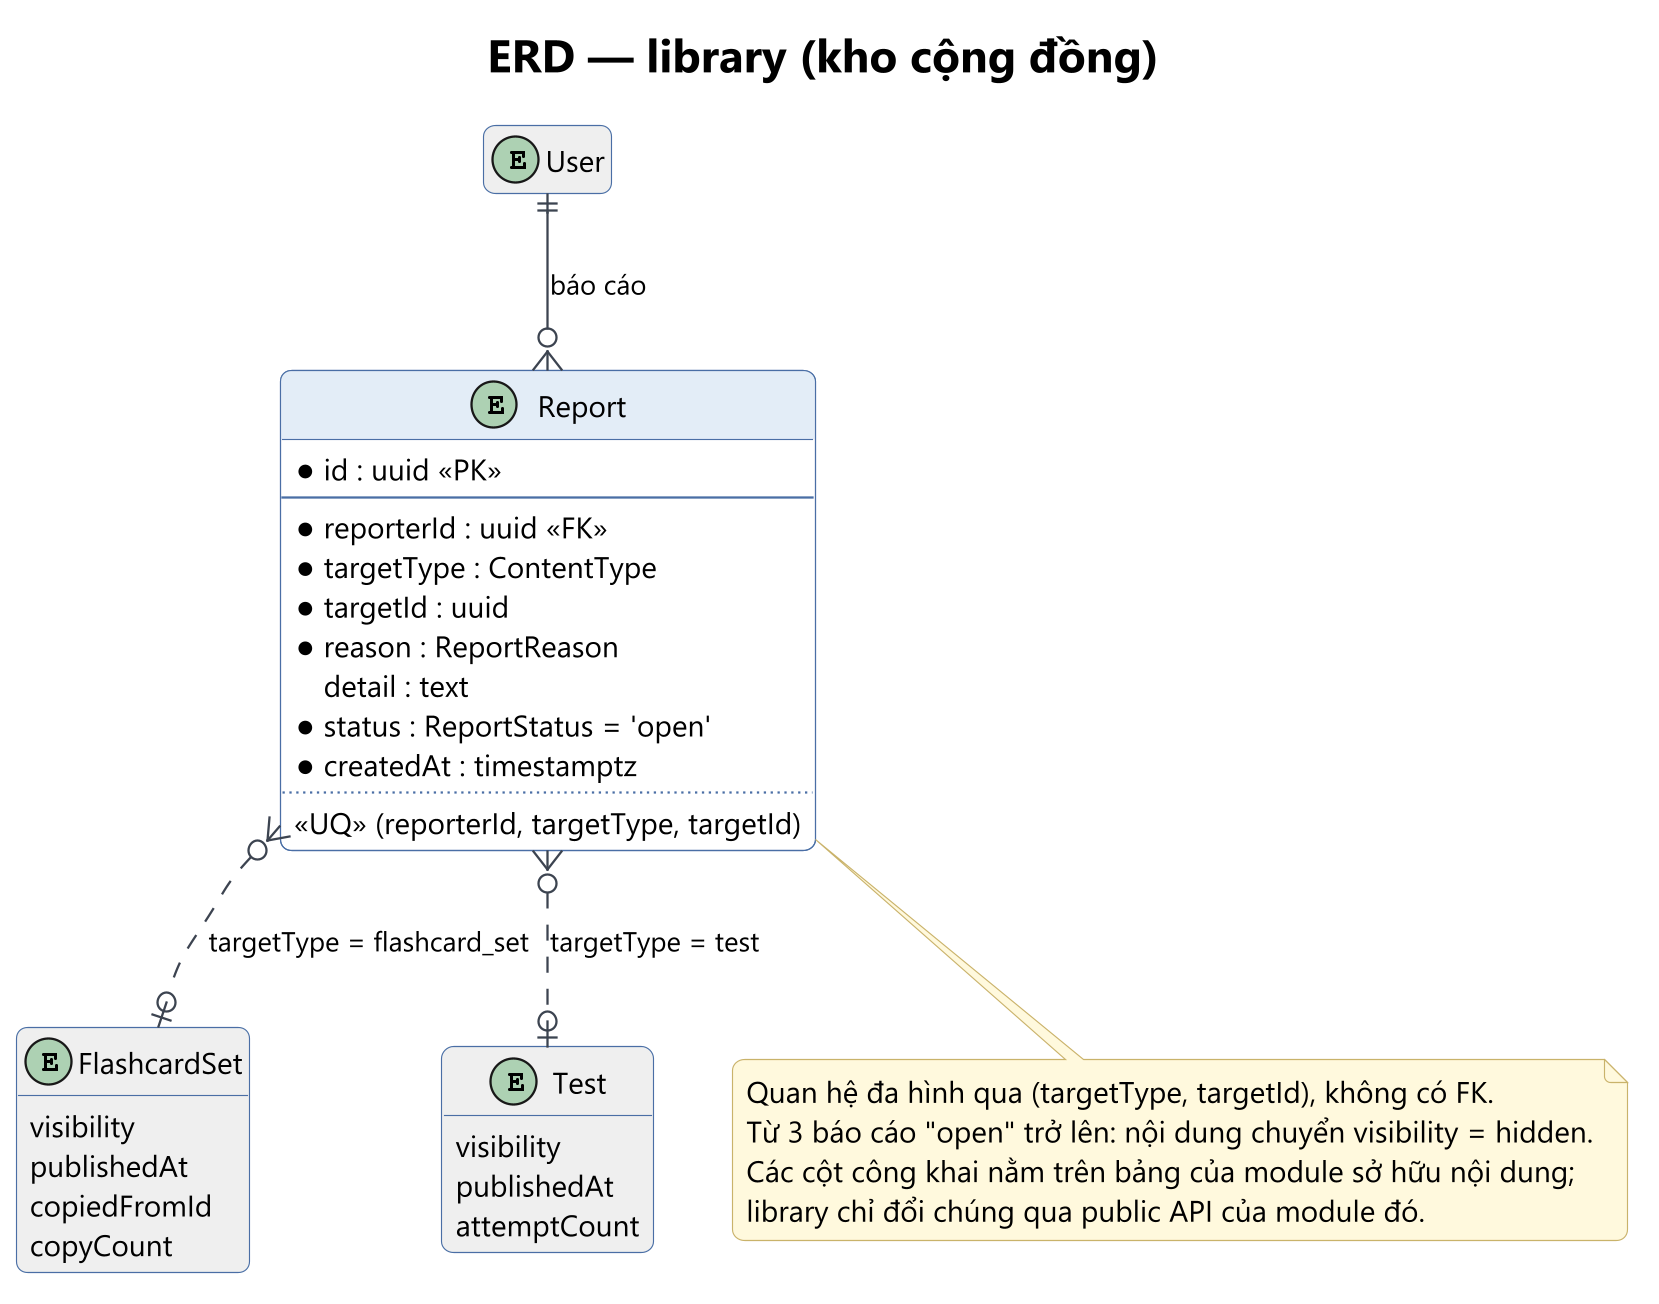 ERD — library (kho cộng đồng)
E User
báo cáo
E Report
id : uuid «PK»
reporterId : uuid «FK»
targetType : ContentType
targetId : uuid
reason : ReportReason
detail : text
status : ReportStatus = 'open'
createdAt : timestamptz
«UQ» (reporterId, targetType, targetId)
targetType = flashcard_set
targetType = test
E FlashcardSet
visibility
publishedAt
copiedFromId
copyCount
E Test
visibility
publishedAt
attemptCount
Quan hệ đa hình qua (targetType, targetId), không có FK.
Từ 3 báo cáo "open" trở lên: nội dung chuyển visibility = hidden.
Các cột công khai nằm trên bảng của module sở hữu nội dung;
library chỉ đổi chúng qua public API của module đó.